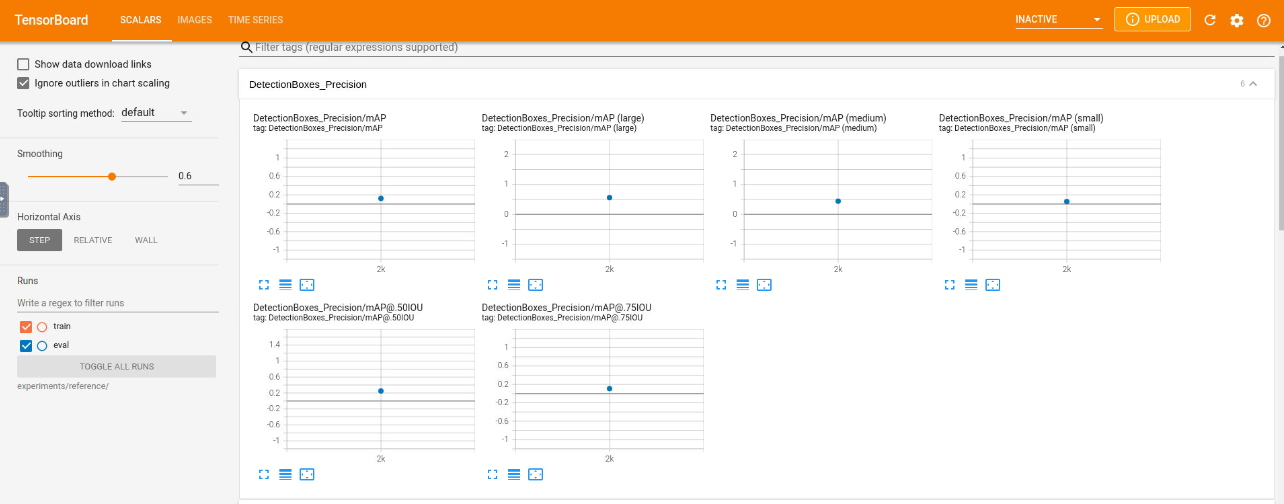 TensorBoard SCALARS IMAGES TIME SERIES INACTIVE UPLOAD
Filter tags (regular expressions supported)
Show data download links
Ignore outliers in chart scaling
Tooltip sorting method: default
Smoothing
0.6
Horizontal Axis
STEP RELATIVE WALL
Runs
Write a regex to filter runs
train
eval
TOGGLE ALL RUNS
experiments/reference/
DetectionBoxes_Precision 6
DetectionBoxes_Precision/mAP
tag: DetectionBoxes_Precision/mAP
1
0.6
0.2
-0.2
-0.6
-1
2k
DetectionBoxes_Precision/mAP (large)
tag: DetectionBoxes_Precision/mAP (large)
2
1
0
-1
2k
DetectionBoxes_Precision/mAP (medium)
tag: DetectionBoxes_Precision/mAP (medium)
2
1
0
-1
2k
DetectionBoxes_Precision/mAP (small)
tag: DetectionBoxes_Precision/mAP (small)
1
0.6
0.2
-0.2
-0.6
-1
2k
DetectionBoxes_Precision/mAP@.50IOU
tag: DetectionBoxes_Precision/mAP@.50IOU
1.4
1
0.6
0.2
-0.2
-0.6
-1
2k
DetectionBoxes_Precision/mAP@.75IOU
tag: DetectionBoxes_Precision/mAP@.75IOU
1
0.6
0.2
-0.2
-0.6
-1
2k